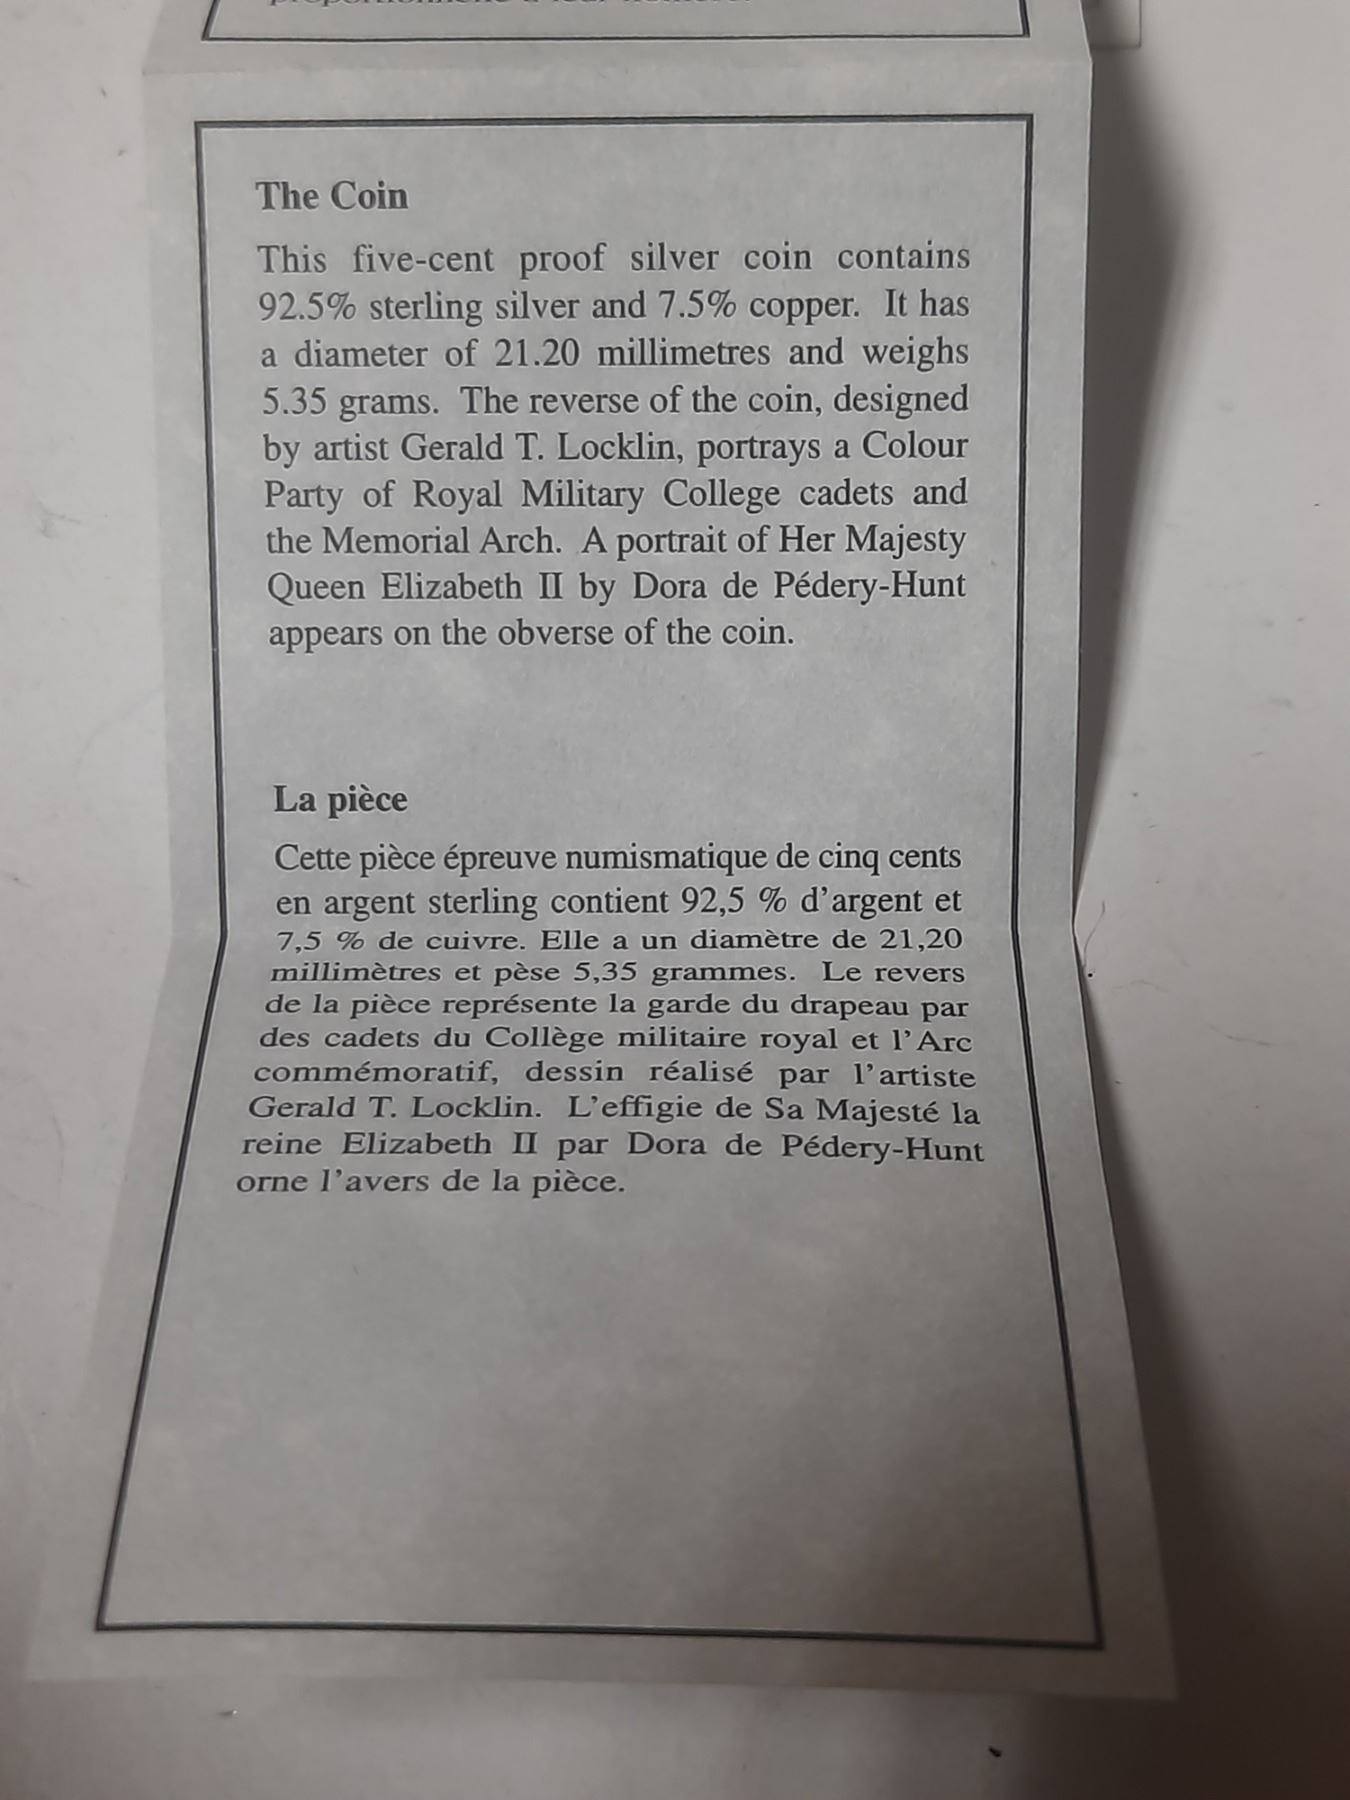 The Coin
This five-cent proof silver coin contains
92.5% sterling silver and 7.5% copper. It has
a diameter of 21.20 millimetres and weighs
5.35 grams. The reverse of the coin, designed
by artist Gerald T. Locklin, portrays a Colour
Party of Royal Military College cadets and
the Memorial Arch. A portrait of Her Majesty
Queen Elizabeth II by Dora de Pédery-Hunt
appears on the obverse of the coin.
La pièce
Cette pièce épreuve numismatique de cinq cents
en argent sterling contient 92,5 % d'argent et
7,5 % de cuivre. Elle a un diamètre de 21,20
millimètres et pèse 5,35 grammes. Le revers
de la pièce représente la garde du drapeau par
des cadets du Collège militaire royal et l'Arc
commémoratif, dessin réalisé par l'artiste
Gerald T. Locklin. L'effigie de Sa Majesté la
reine Elizabeth II par Dora de Pédery-Hunt
orne l'avers de la pièce.